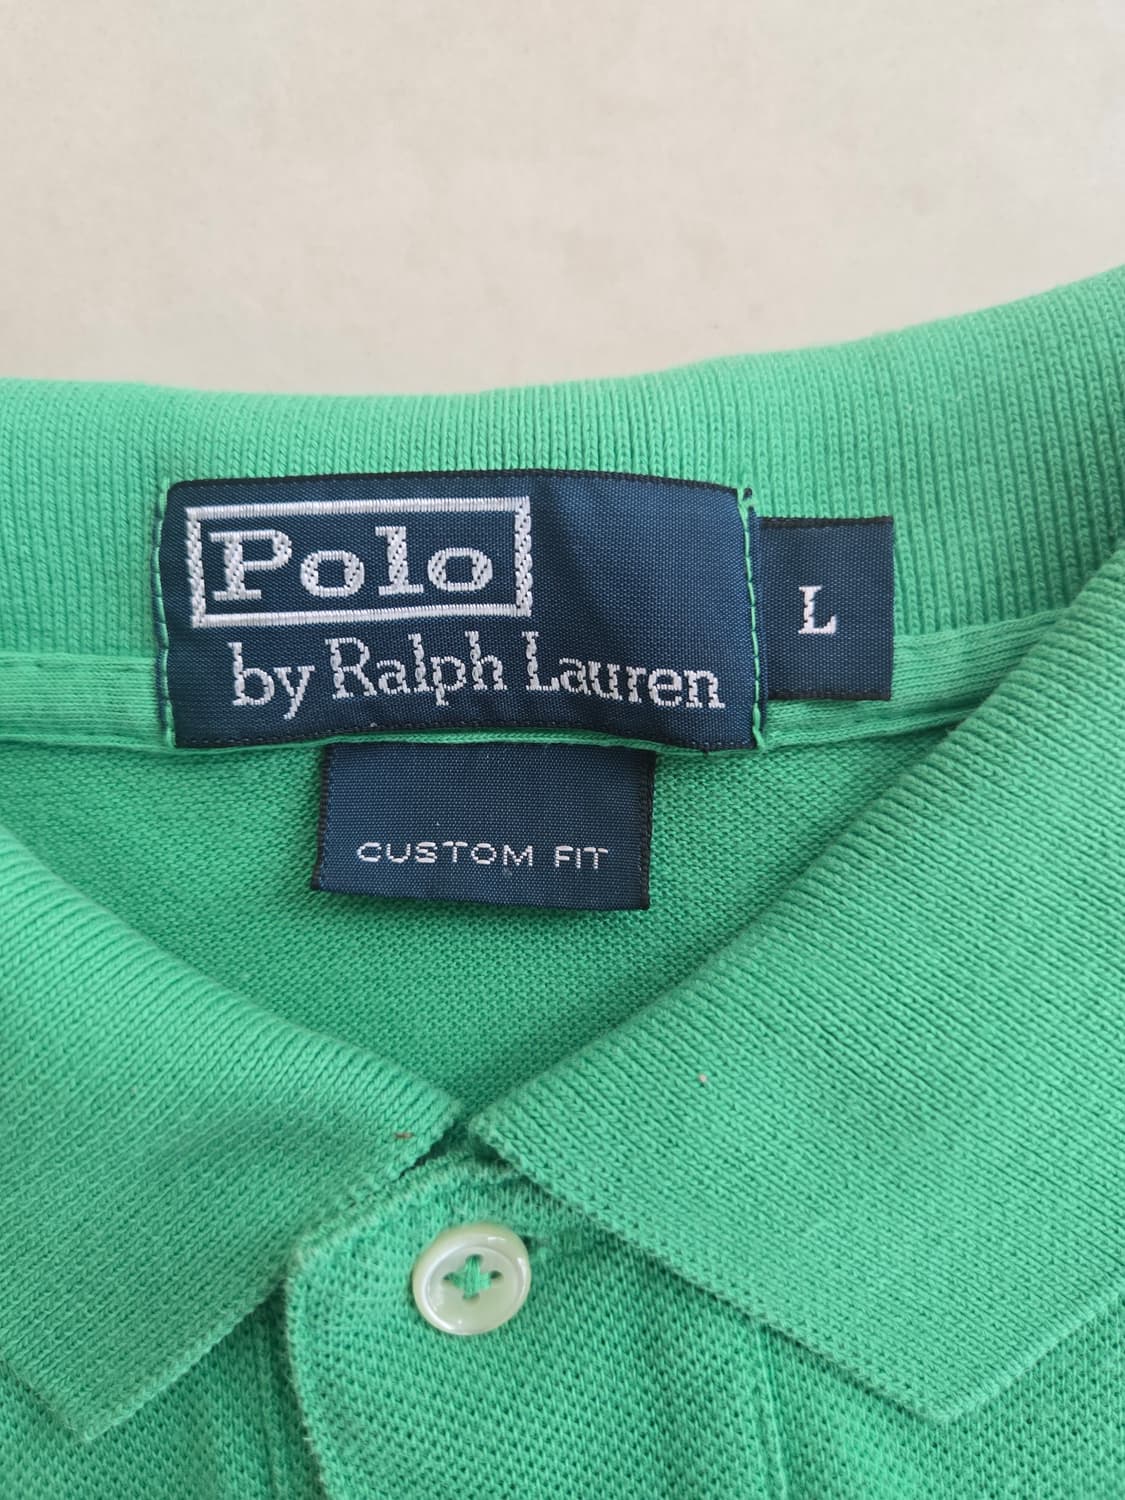 Polo
by Ralph Lauren
L
CUSTOM FIT